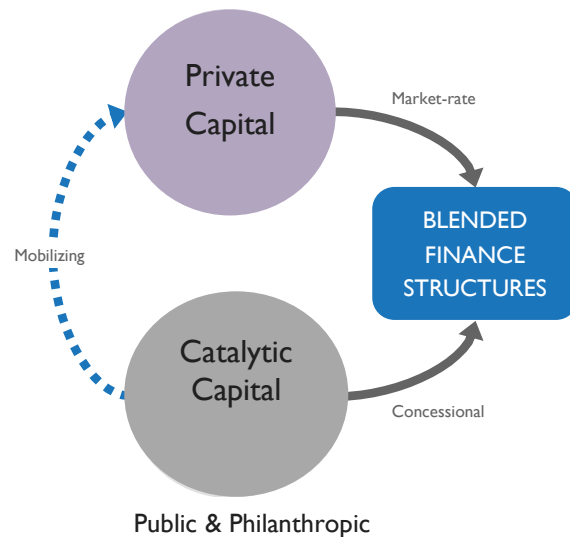 Private
Capital
Market-rate
BLENDED
FINANCE
STRUCTURES
Mobilizing
Catalytic
Capital
Concessional
Public & Philanthropic